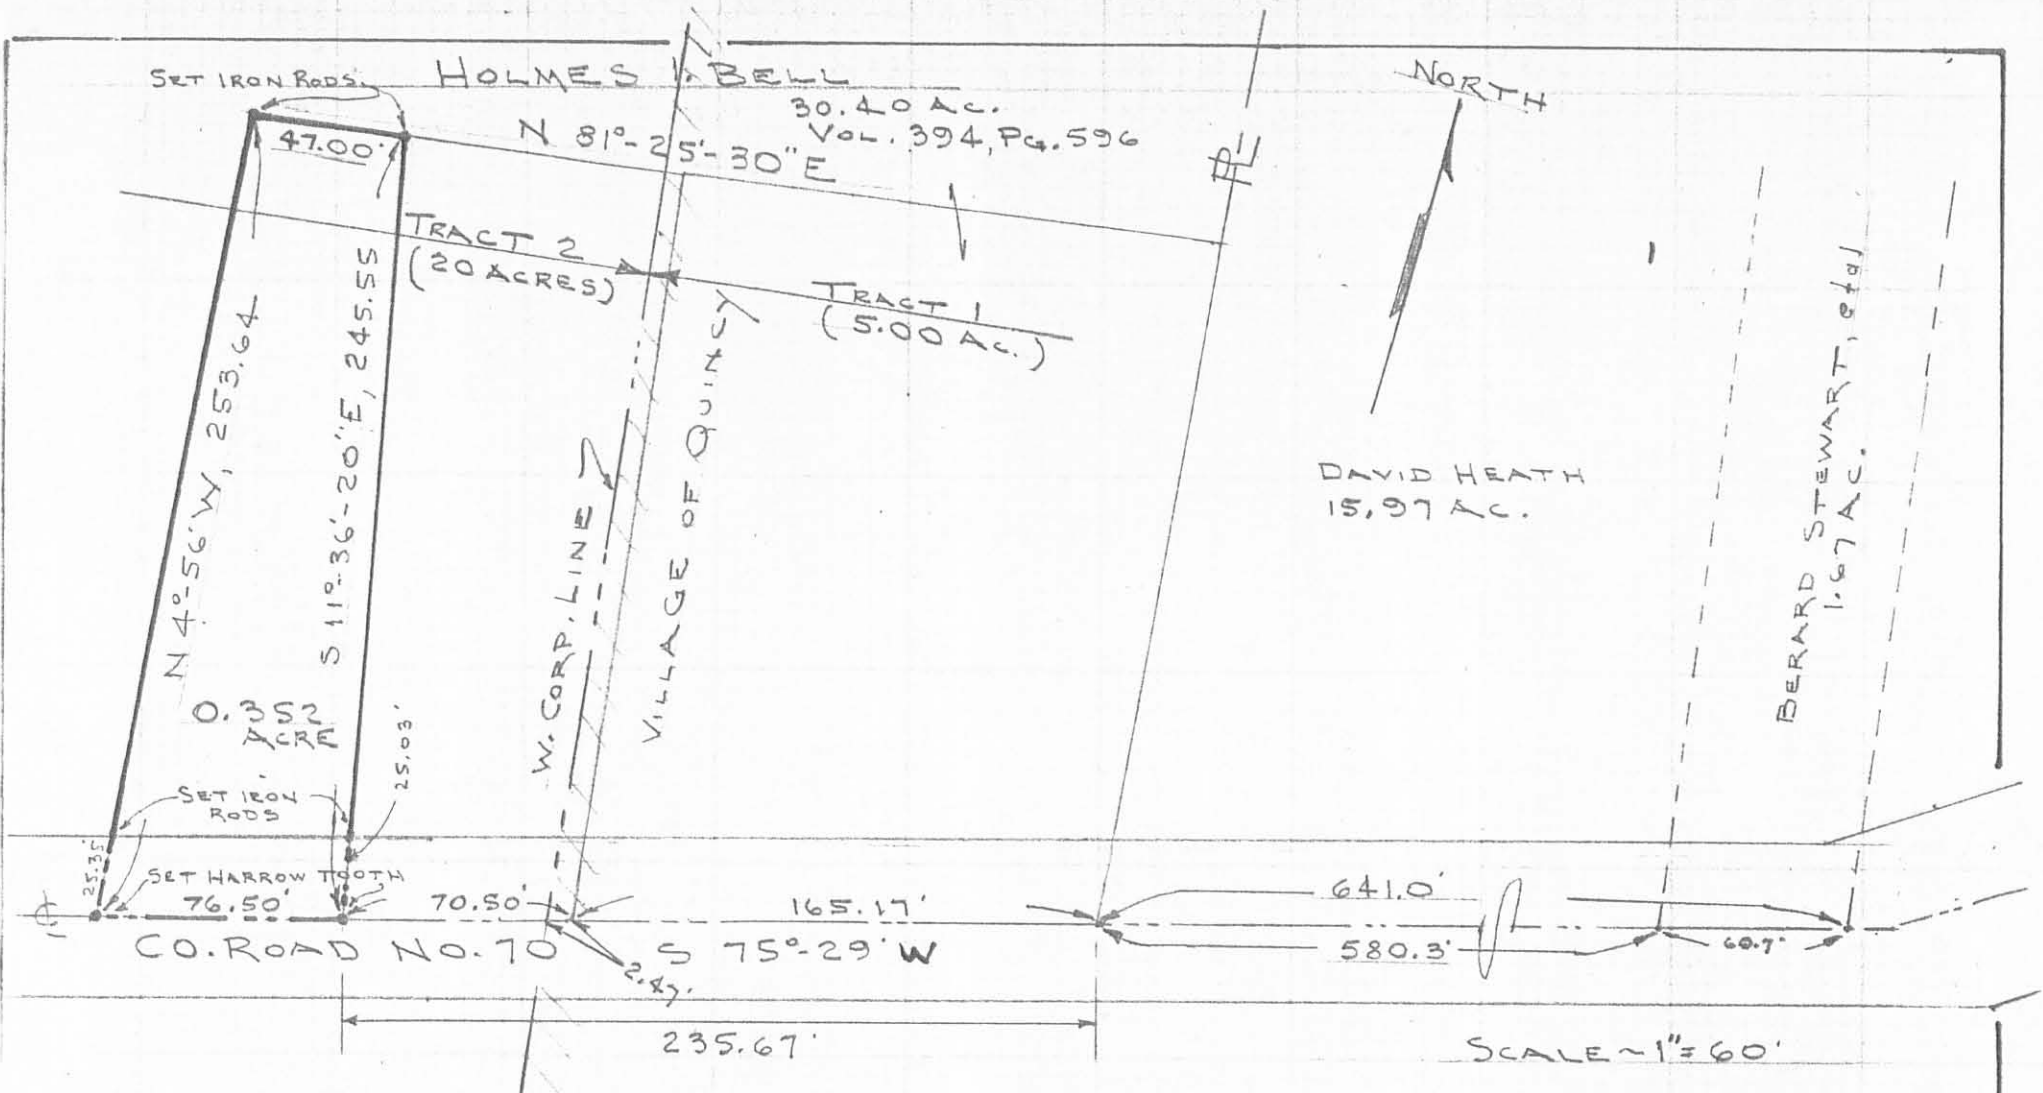 SET IRON RODS.
HOLMES & BELL
30.40 AC.
VOL. 394, PG. 596
NORTH
47.00'
N 81°-25'-30" E
PL
TRACT 2
(20 ACRES)
TRACT 1
(5.00 AC.)
N 4°-56' W, 253.64
S 11°-36'-20" E, 245.55
W. CORP. LINE
VILLAGE OF QUINCY
DAVID HEATH
15.97 AC.
BERARD STEWART, etal
1.67 AC.
0.352
ACRE
25.03'
SET IRON
RODS
25.35'
SET HARROW TOOTH
76.50'
70.50'
165.17'
641.0'
CL
CO. ROAD NO. 70
S 75°-29' W
580.3'
60.7'
235.67'
SCALE ~ 1" = 60'